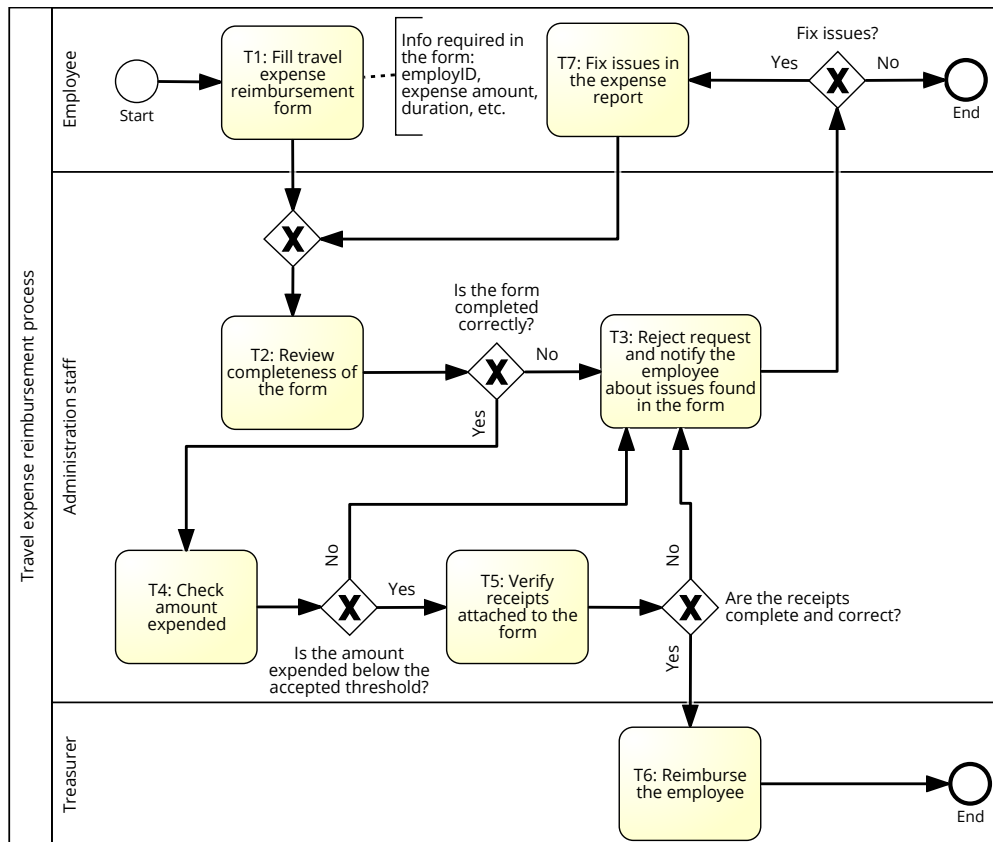 Travel expense reimbursement process
Employee
Start
T1: Fill travel
expense
reimbursement
form
Info required in
the form:
employID,
expense amount,
duration, etc.
T7: Fix issues in
the expense
report
Fix issues?
Yes
No
End
Administration staff
T2: Review
completeness of
the form
Is the form
completed
correctly?
No
Yes
T3: Reject request
and notify the
employee
about issues found
in the form
T4: Check
amount
expended
No
Yes
Is the amount
expended below the
accepted threshold?
T5: Verify
receipts
attached to the
form
No
Are the receipts
complete and correct?
Yes
Treasurer
T6: Reimburse
the employee
End